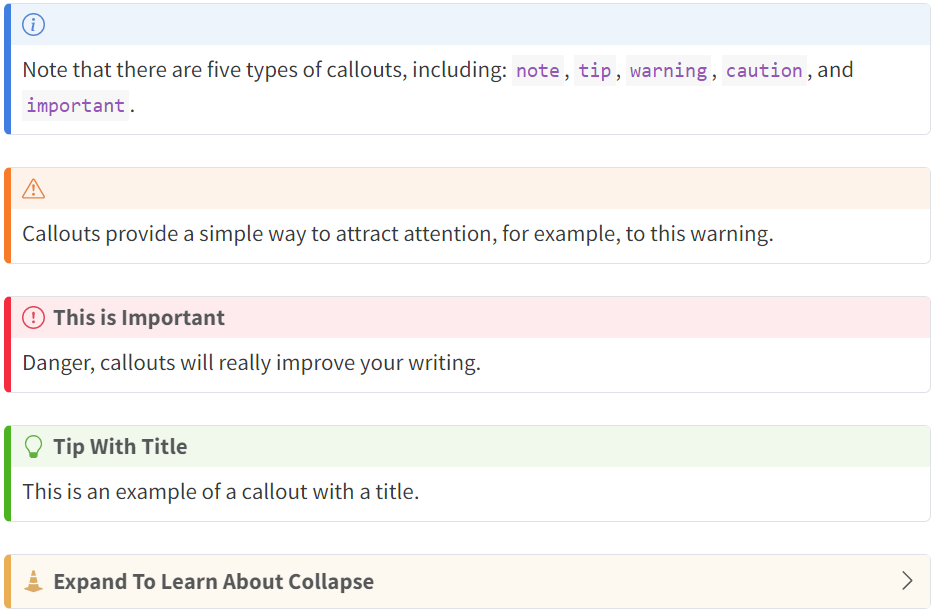 Note that there are five types of callouts, including: note, tip, warning, caution, and
important.
Callouts provide a simple way to attract attention, for example, to this warning.
This is Important
Danger, callouts will really improve your writing.
Tip With Title
This is an example of a callout with a title.
Expand To Learn About Collapse